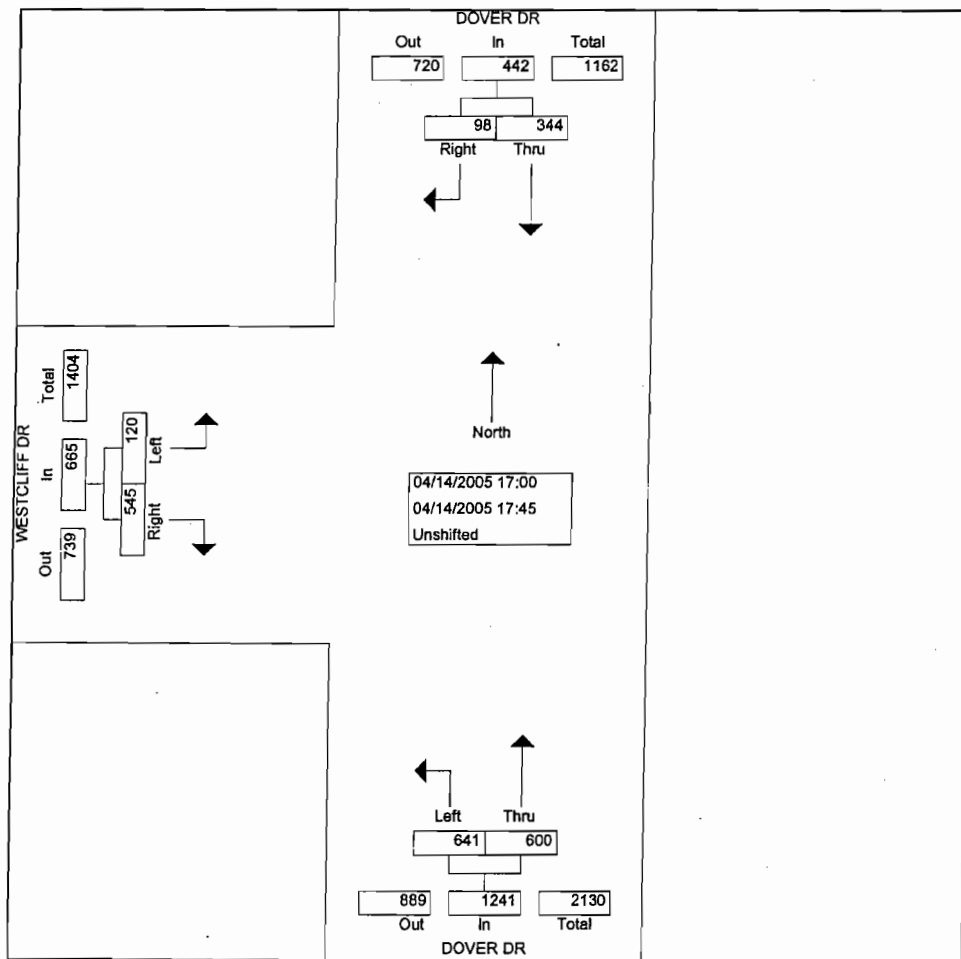 DOVER DR
Out In Total
720 442 1162
98 344
Right Thru
WESTCLIFF DR
Total 1404
In 665
Out 739
120 Left
545 Right
North
04/14/2005 17:00
04/14/2005 17:45
Unshifted
Left Thru
641 600
889 1241 2130
Out In Total
DOVER DR